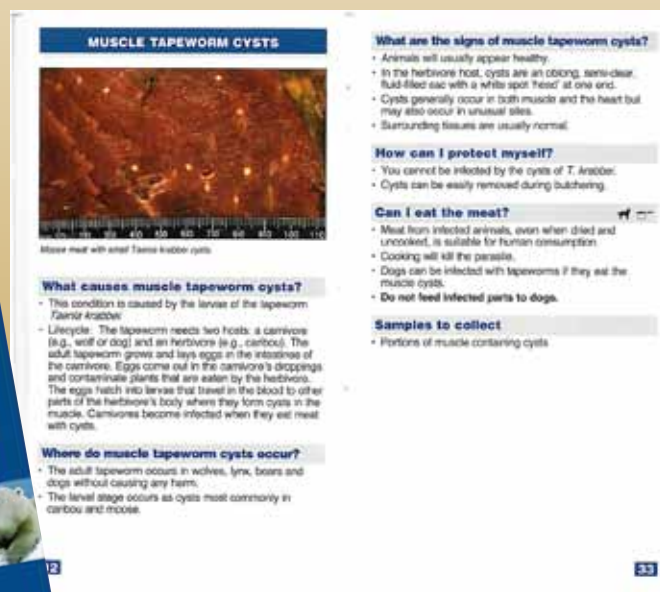 MUSCLE TAPEWORM CYSTS
Moose meat with small Taenia krabbei cysts.
What causes muscle tapeworm cysts?
• This condition is caused by the larvae of the tapeworm
Taenia krabbei.
• Lifecycle: The tapeworm needs two hosts: a carnivore
(e.g., wolf or dog) and an herbivore (e.g., caribou). The
adult tapeworm grows and lays eggs in the intestines of
the carnivore. Eggs come out in the carnivore's droppings
and contaminate plants that are eaten by the herbivore.
The eggs hatch into larvae that travel in the blood to other
parts of the herbivore's body where they form cysts in the
muscle. Carnivores become infected when they eat meat
with cysts.
Where do muscle tapeworm cysts occur?
• The adult tapeworm occurs in wolves, lynx, bears and
dogs without causing any harm.
• The larval stage occurs as cysts most commonly in
caribou and moose.
What are the signs of muscle tapeworm cysts?
• Animals will usually appear healthy.
• In the herbivore host, cysts are an oblong, semi-clear,
fluid-filled sac with a white spot 'head' at one end.
• Cysts generally occur in both muscle and the heart but
may also occur in unusual sites.
• Surrounding tissues are usually normal.
How can I protect myself?
• You cannot be infected by the cysts of T. krabbei.
• Cysts can be easily removed during butchering.
Can I eat the meat?
• Meat from infected animals, even when dried and
uncooked, is suitable for human consumption.
• Cooking will kill the parasite.
• Dogs can be infected with tapeworms if they eat the
muscle cysts.
• Do not feed infected parts to dogs.
Samples to collect
• Portions of muscle containing cysts
33